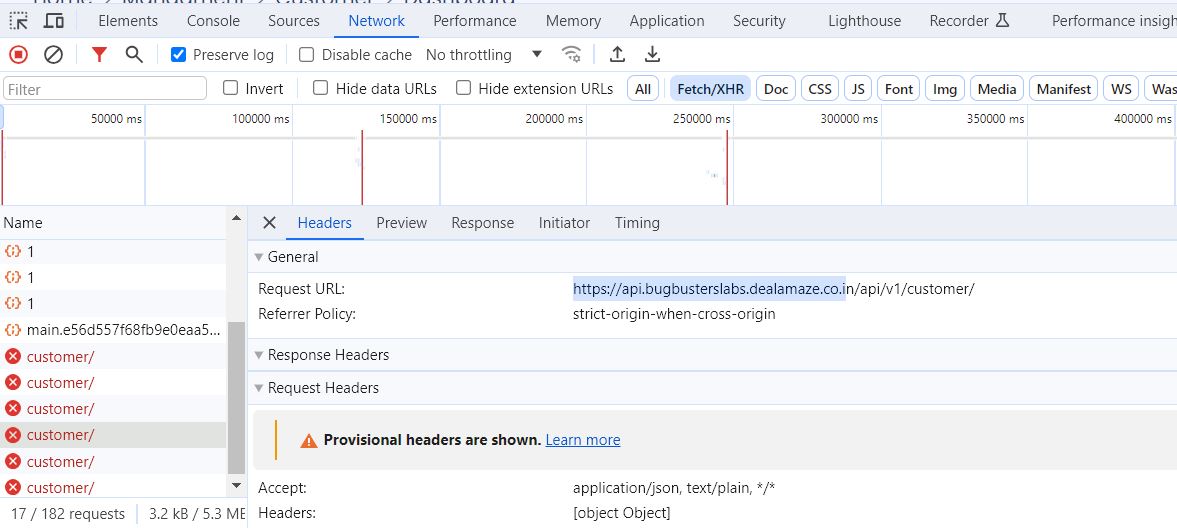 Home > Managment > Customer > Dashboard
Elements Console Sources Network Performance Memory Application Security Lighthouse Recorder Performance insigh
Preserve log Disable cache No throttling
Filter Invert Hide data URLs Hide extension URLs All Fetch/XHR Doc CSS JS Font Img Media Manifest WS Was
50000 ms 100000 ms 150000 ms 200000 ms 250000 ms 300000 ms 350000 ms 400000 ms
Name
1
1
1
main.e56d557f68fb9e0eaa5...
customer/
customer/
customer/
customer/
customer/
customer/
17 / 182 requests 3.2 kB / 5.3 ME
Headers Preview Response Initiator Timing
General
Request URL: https://api.bugbusterslabs.dealamaze.co.in/api/v1/customer/
Referrer Policy: strict-origin-when-cross-origin
Response Headers
Request Headers
Provisional headers are shown. Learn more
Accept: application/json, text/plain, */*
Headers: [object Object]